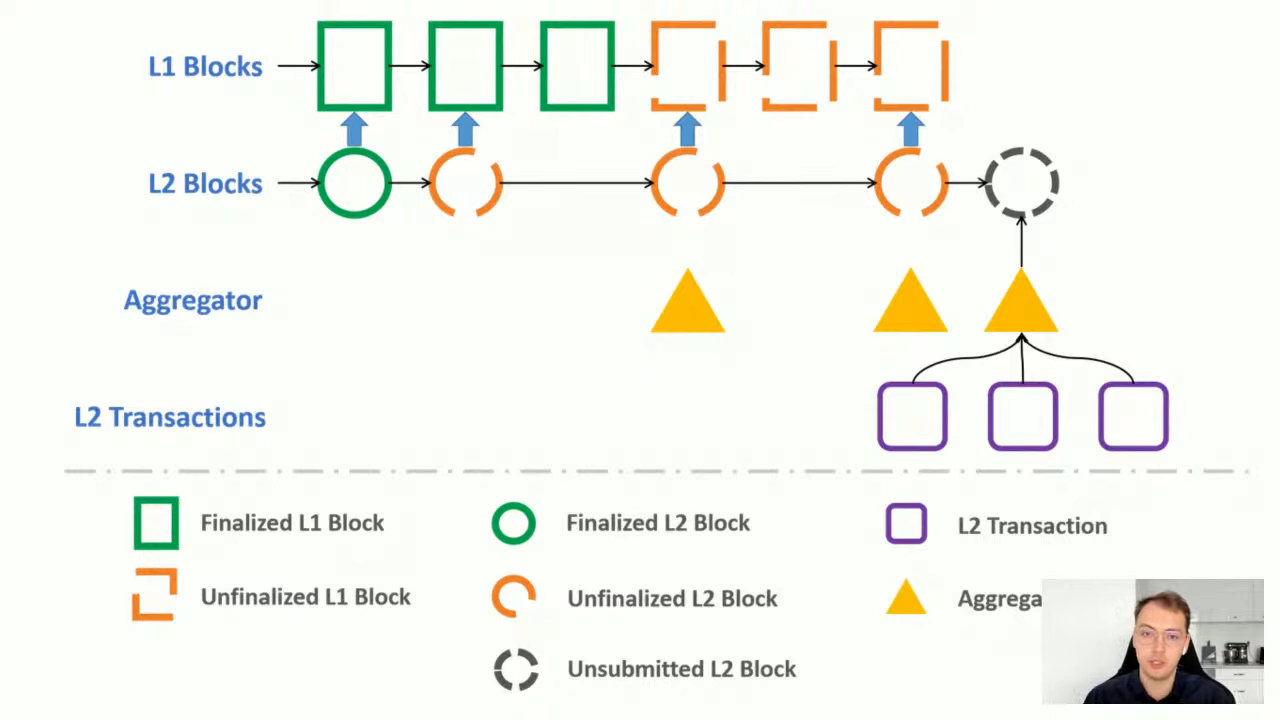 L1 Blocks
L2 Blocks
Aggregator
L2 Transactions
Finalized L1 Block
Finalized L2 Block
L2 Transaction
Unfinalized L1 Block
Unfinalized L2 Block
Aggrega
Unsubmitted L2 Block